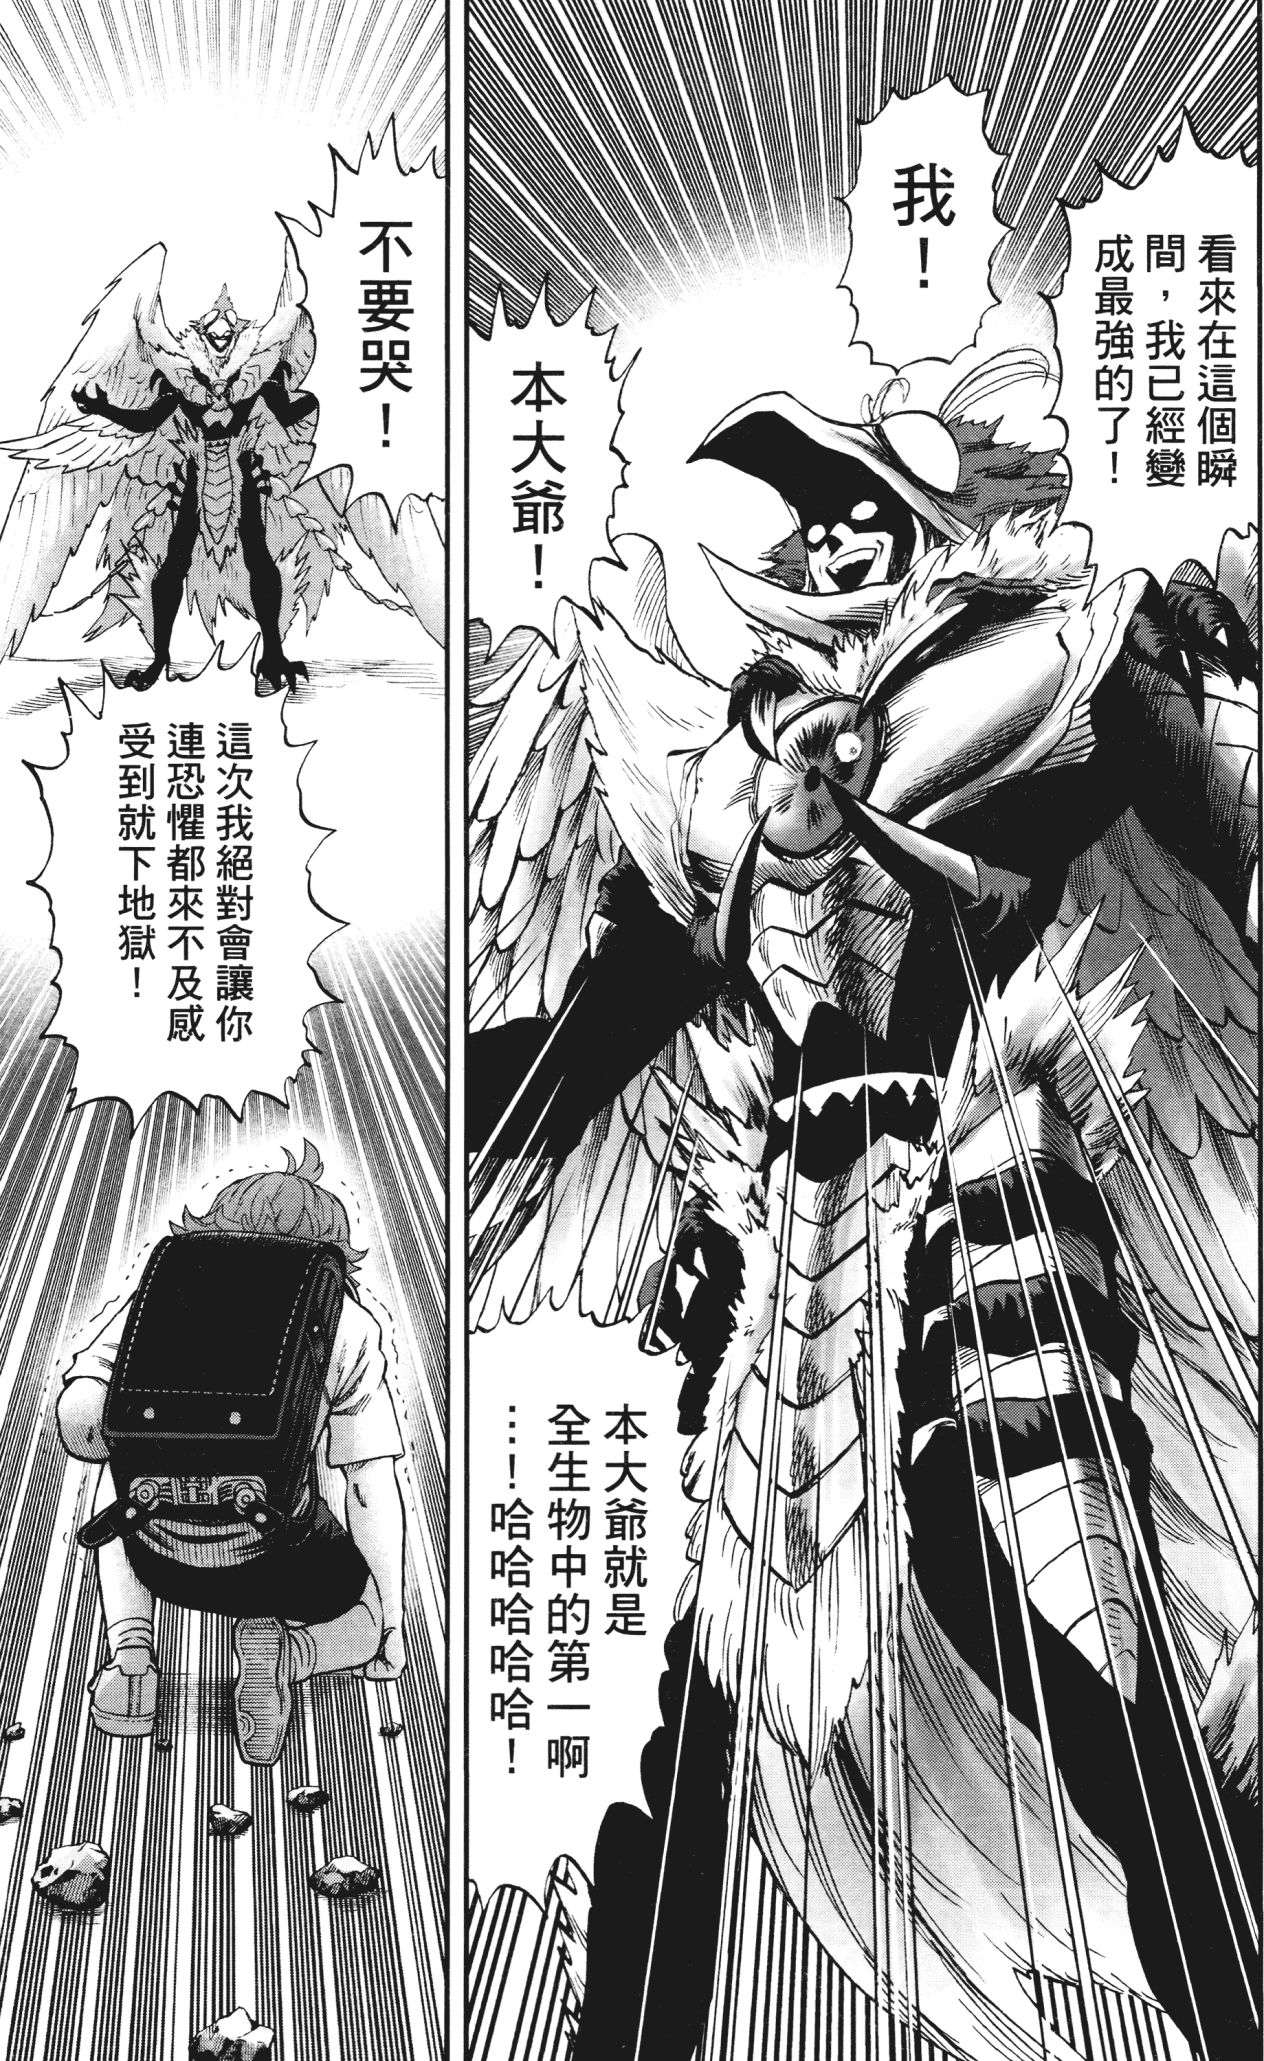 看來在這個瞬
間，我已經變
成最強的了！
我！
本大爺！
本大爺就是
全生物中的第一啊
…！哈哈哈哈哈！
不要哭！
這次我絕對會讓你
連恐懼都來不及感
受到就下地獄！